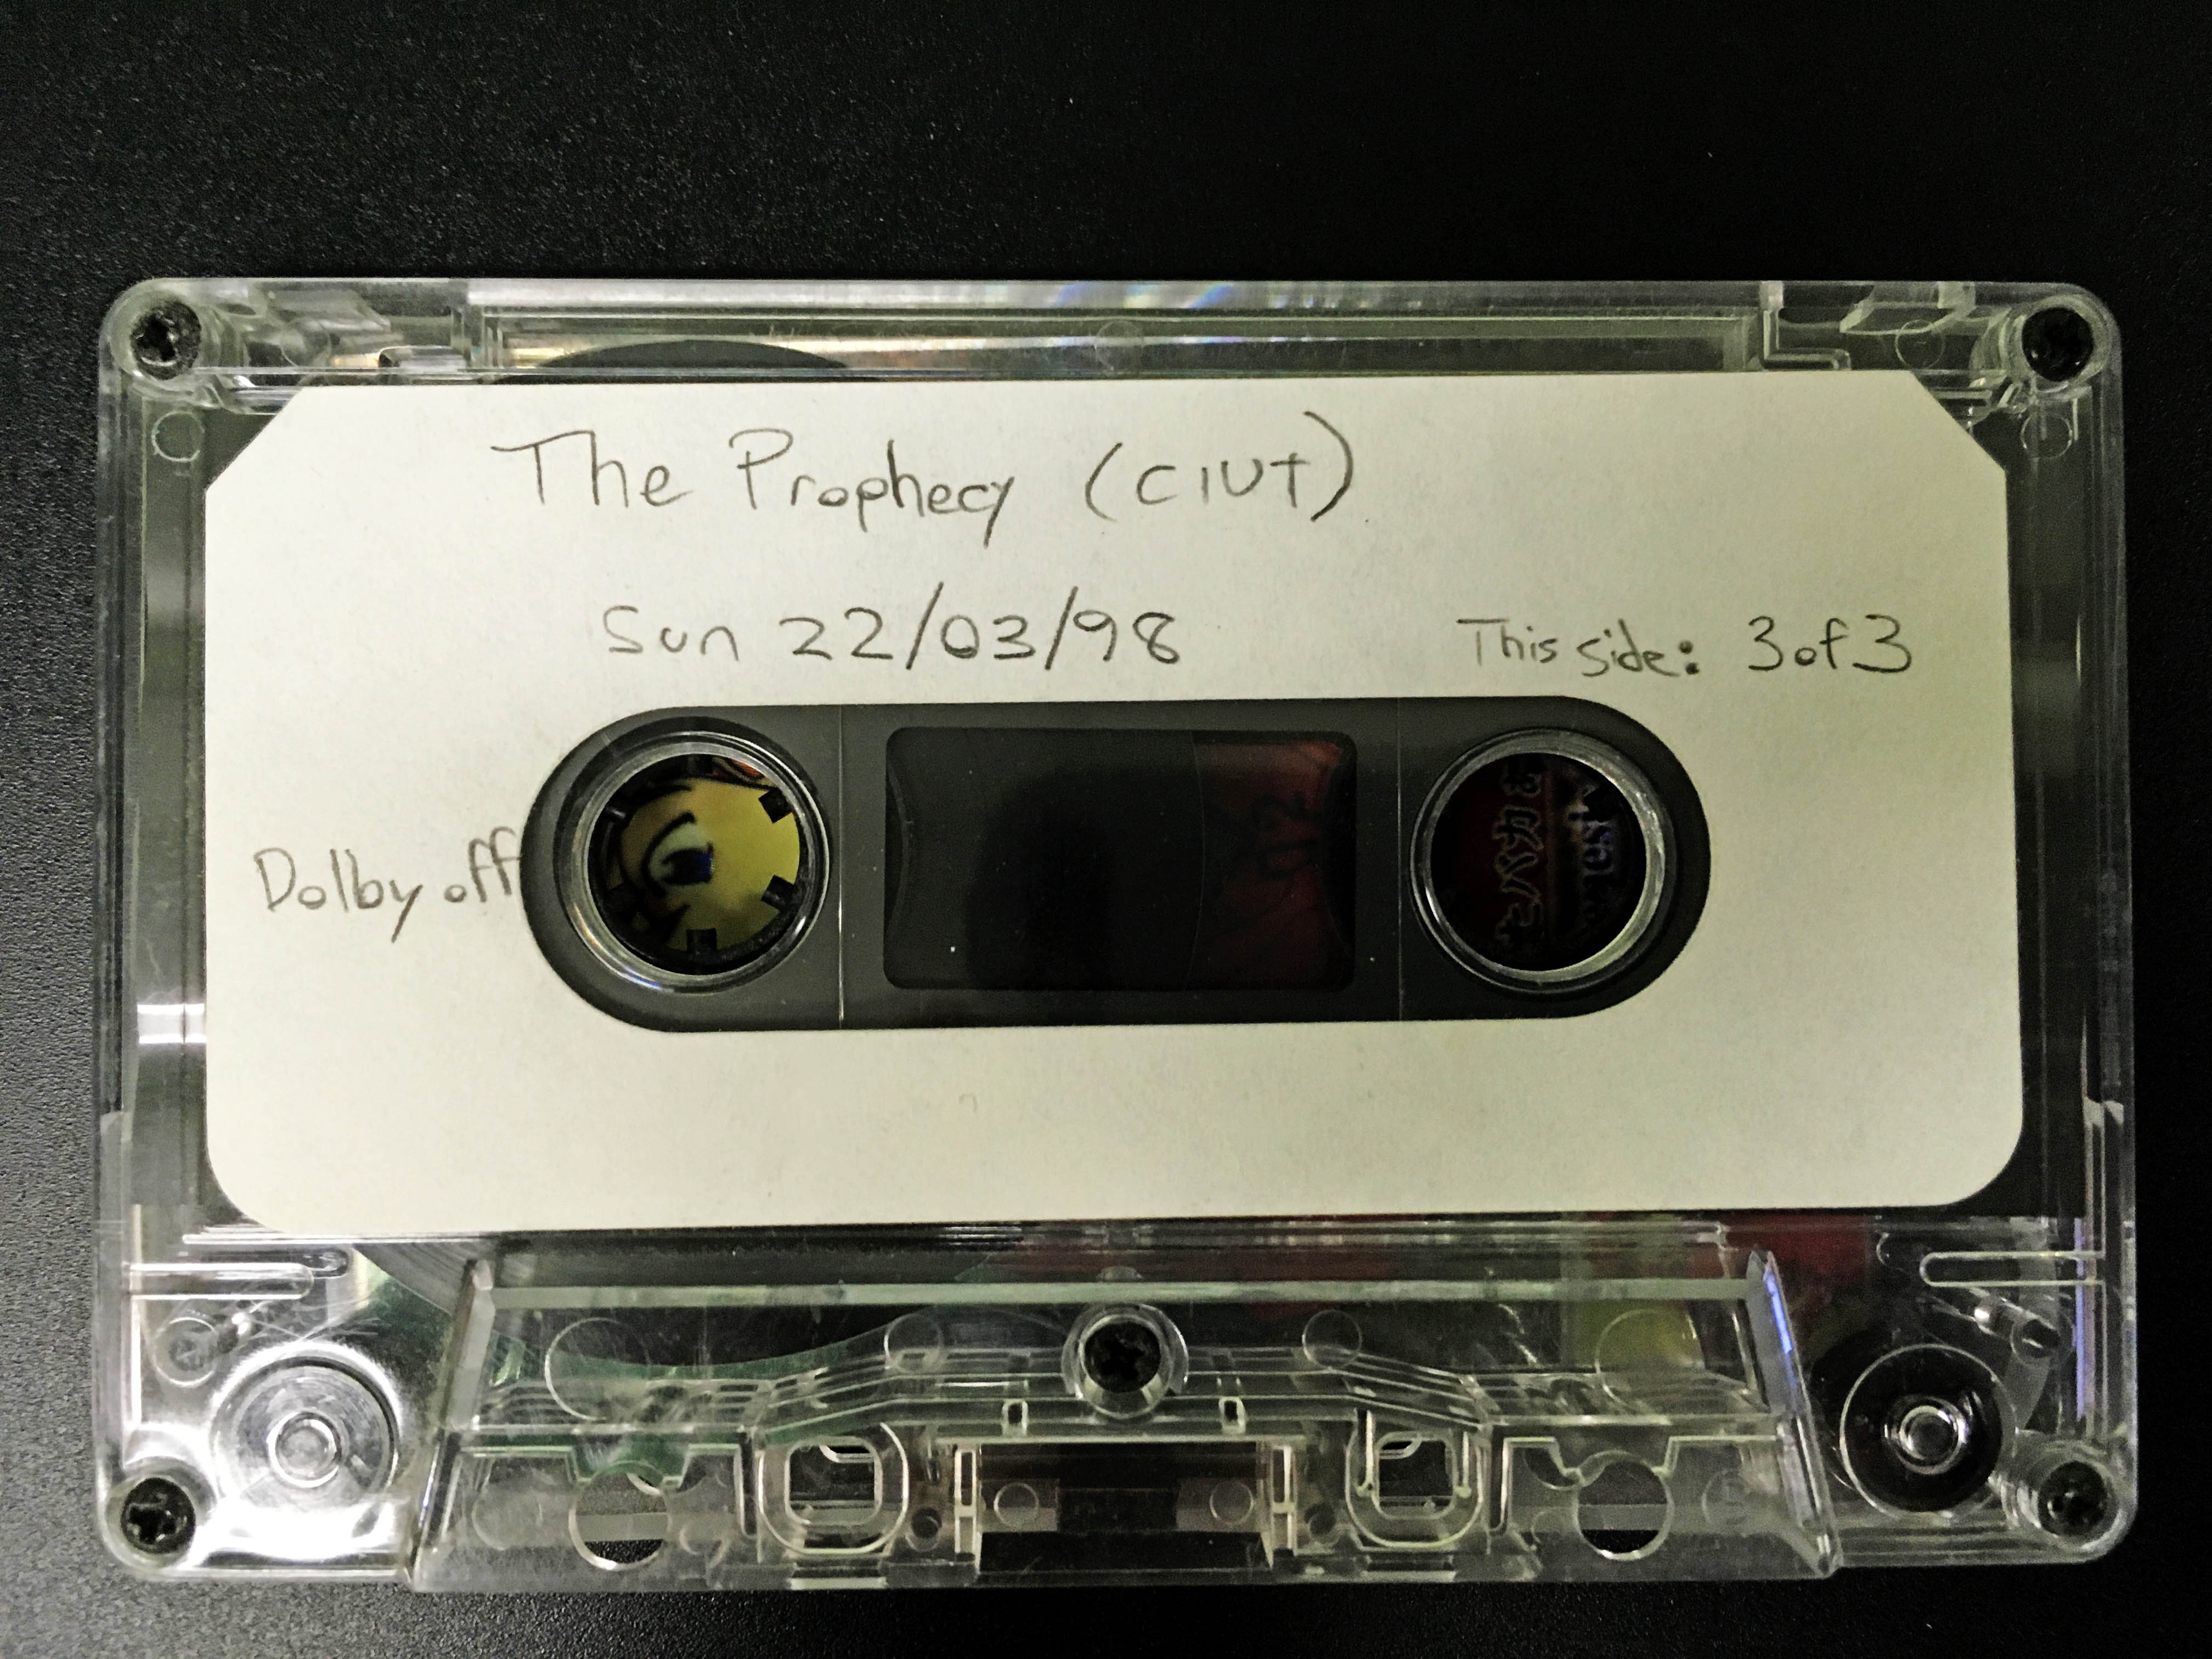 The Prophecy (CIUT)
Sun 22/03/98
This side: 3 of 3
Dolby off